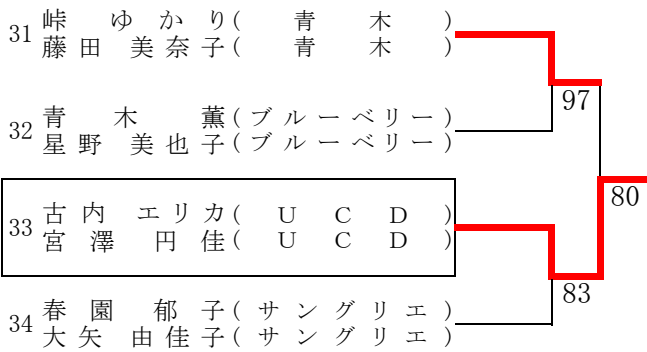 31 峠 ゆかり( 青 木 )
藤田 美奈子( 青 木 )
97
32 青 木 薫(ブルーベリー)
星野 美也子(ブルーベリー)
80
33 古内 エリカ( U C D )
宮澤 円佳( U C D )
83
34 春園 郁子(サングリエ)
大矢 由佳子(サングリエ)